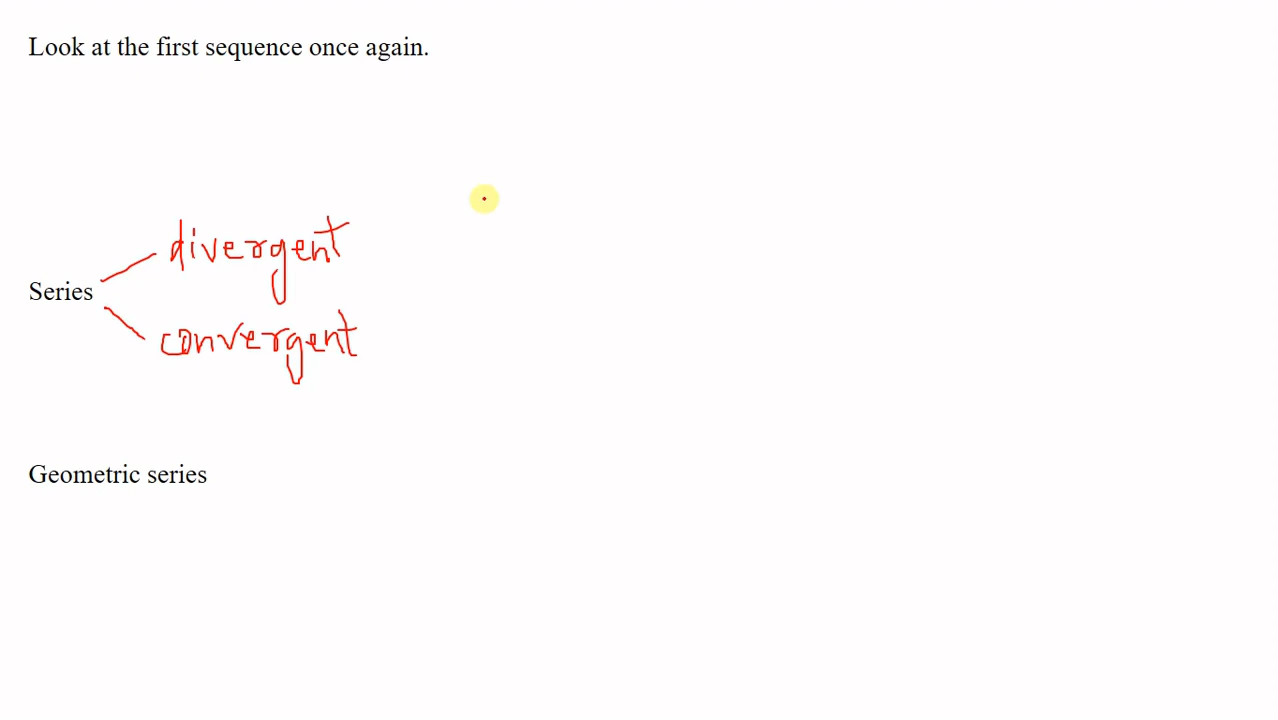 Look at the first sequence once again.
divergent
Series
convergent
Geometric series